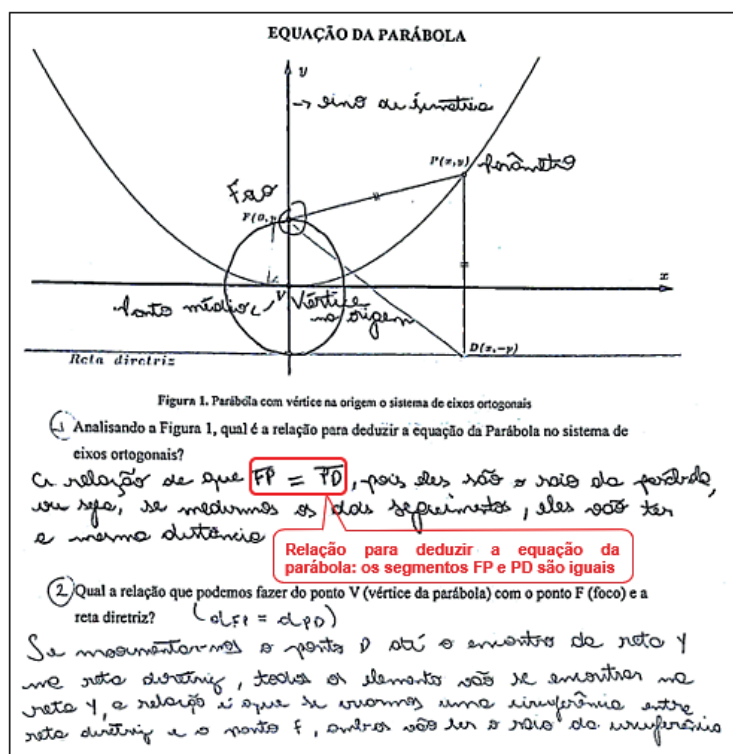 EQUAÇÃO DA PARÁBOLA
y
→ eixo de simetria
P(x,y) Parâmetro
Foco
F(0,
x
Ponto médio V Vértice
na origem
D(x,-p)
Reta diretriz
Figura 1. Parábola com vértice na origem o sistema de eixos ortogonais
1 Analisando a Figura 1, qual é a relação para deduzir a equação da Parábola no sistema de
eixos ortogonais?
A relação de que FP = PD, pois eles são o raio da parábola,
ou seja, se medirmos os dois seguimentos, eles vão ter
a mesma distância
Relação para deduzir a equação da
parábola: os segmentos FP e PD são iguais
2 Qual a relação que podemos fazer do ponto V (vértice da parábola) com o ponto F (foco) e a
reta diretriz? (dFP = dPD)
Se movimentarmos o ponto D até o encontro da reta Y
na reta diretriz, todos os elemento vão se encontrar na
reta Y, a relação é que se criarmos uma entre
reta diretriz e o ponto F, ambos vão ter o raio da